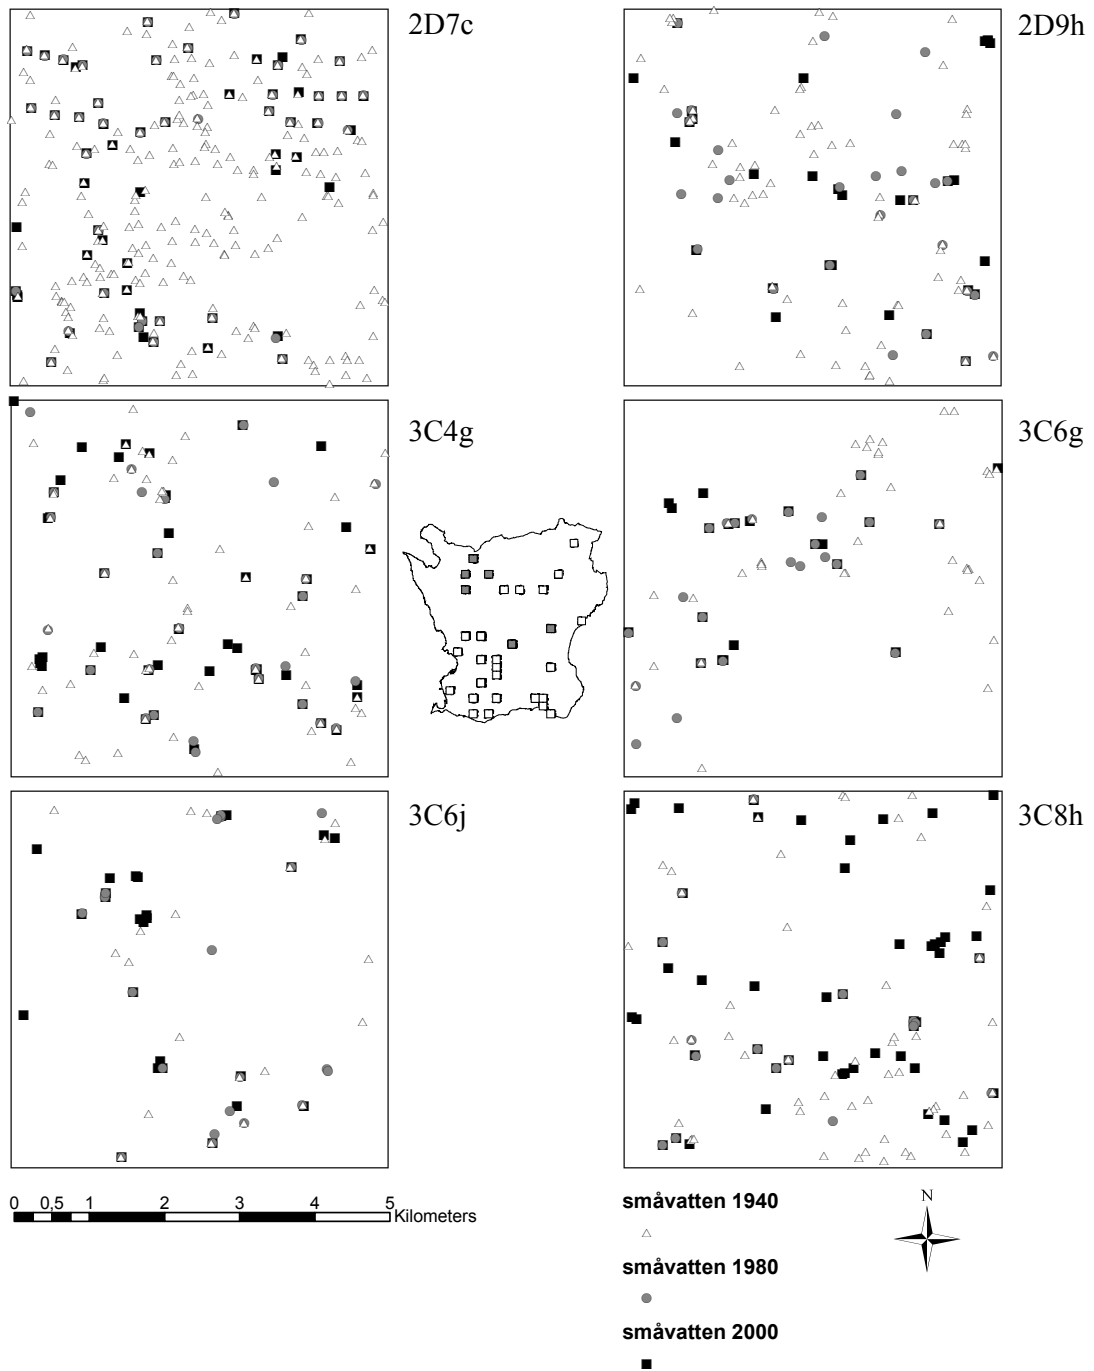 2D7c
2D9h
3C4g
3C6g
3C6j
3C8h
0 0,5 1 2 3 4 5
Kilometers
småvatten 1940
småvatten 1980
småvatten 2000
N